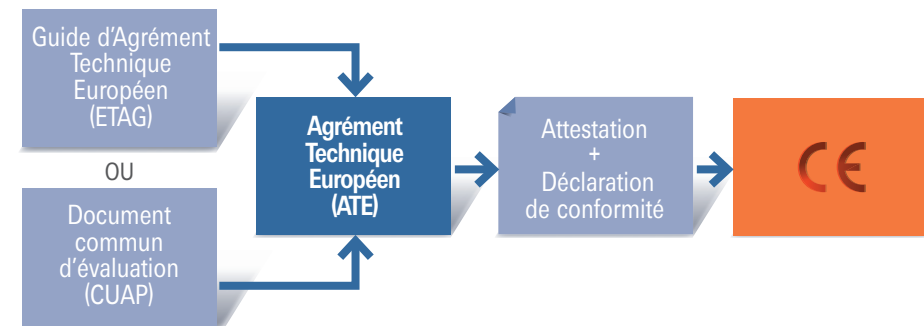 Guide d'Agrément
Technique
Européen
(ETAG)
OU
Document
commun
d'évaluation
(CUAP)
Agrément
Technique
Européen
(ATE)
Attestation
+
Déclaration
de conformité
CE